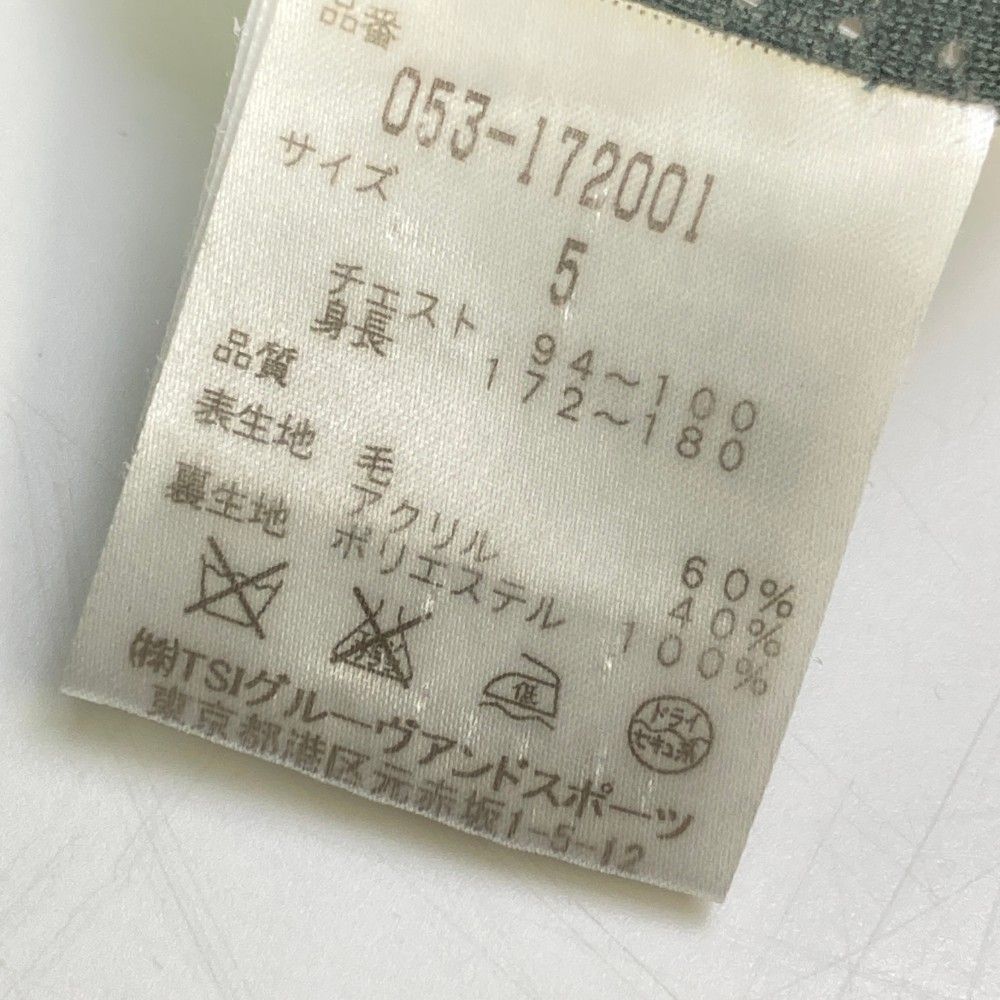 品番
053-172001
サイズ
5
チェスト 94～100
身長 172～180
品質
表生地 毛 60%
アクリル 40%
裏生地 ポリエステル 100%
低
ドライ
セキユ系
(株)TSIグルーヴアンドスポーツ
東京都港区元赤坂1-5-12